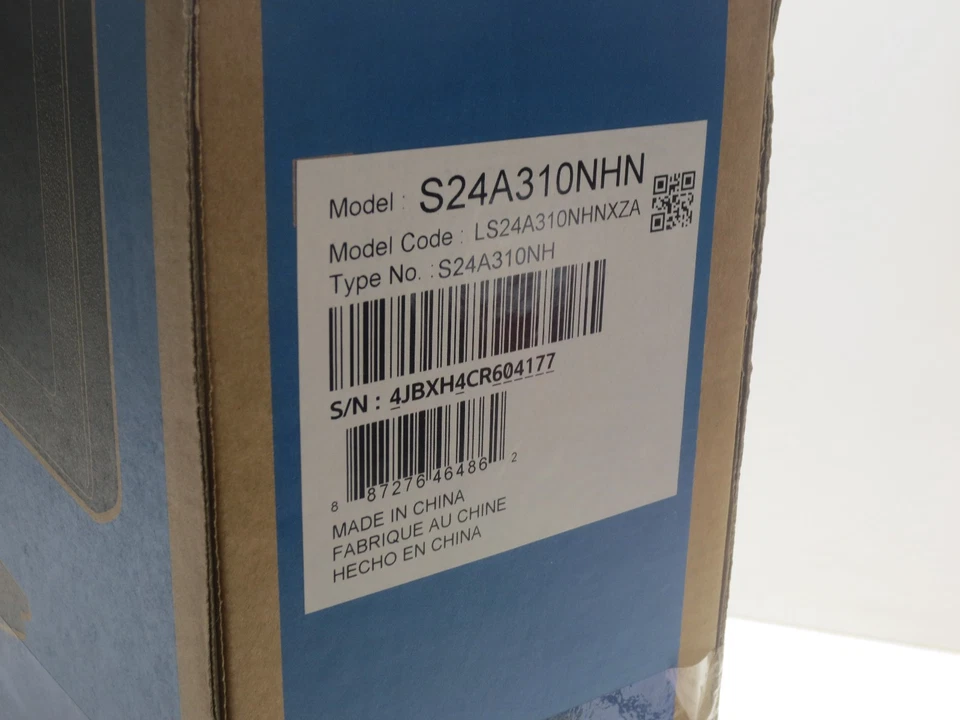 Model : S24A310NHN
Model Code : LS24A310NHNXZA
Type No. : S24A310NH
S/N : 4JBXH4CR604177
8 87276 46486 2
MADE IN CHINA
FABRIQUE AU CHINE
HECHO EN CHINA